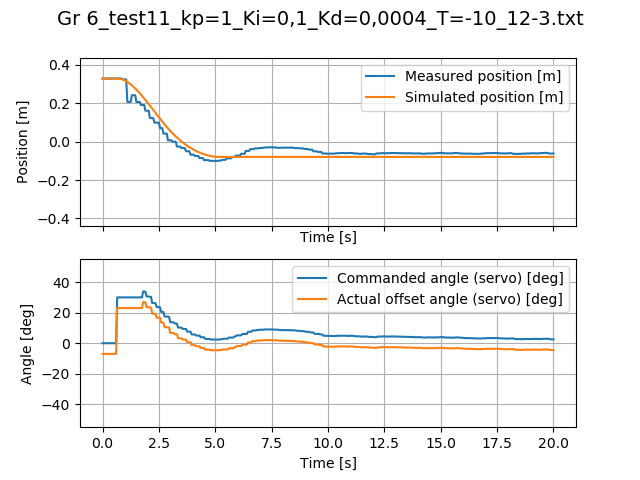 Gr 6_test11_kp=1_Ki=0,1_Kd=0,0004_T=-10_12-3.txt
0.4
0.2
0.0
−0.2
−0.4
Position [m]
Measured position [m]
Simulated position [m]
Time [s]
40
20
0
−20
−40
Angle [deg]
Commanded angle (servo) [deg]
Actual offset angle (servo) [deg]
0.0 2.5 5.0 7.5 10.0 12.5 15.0 17.5 20.0
Time [s]